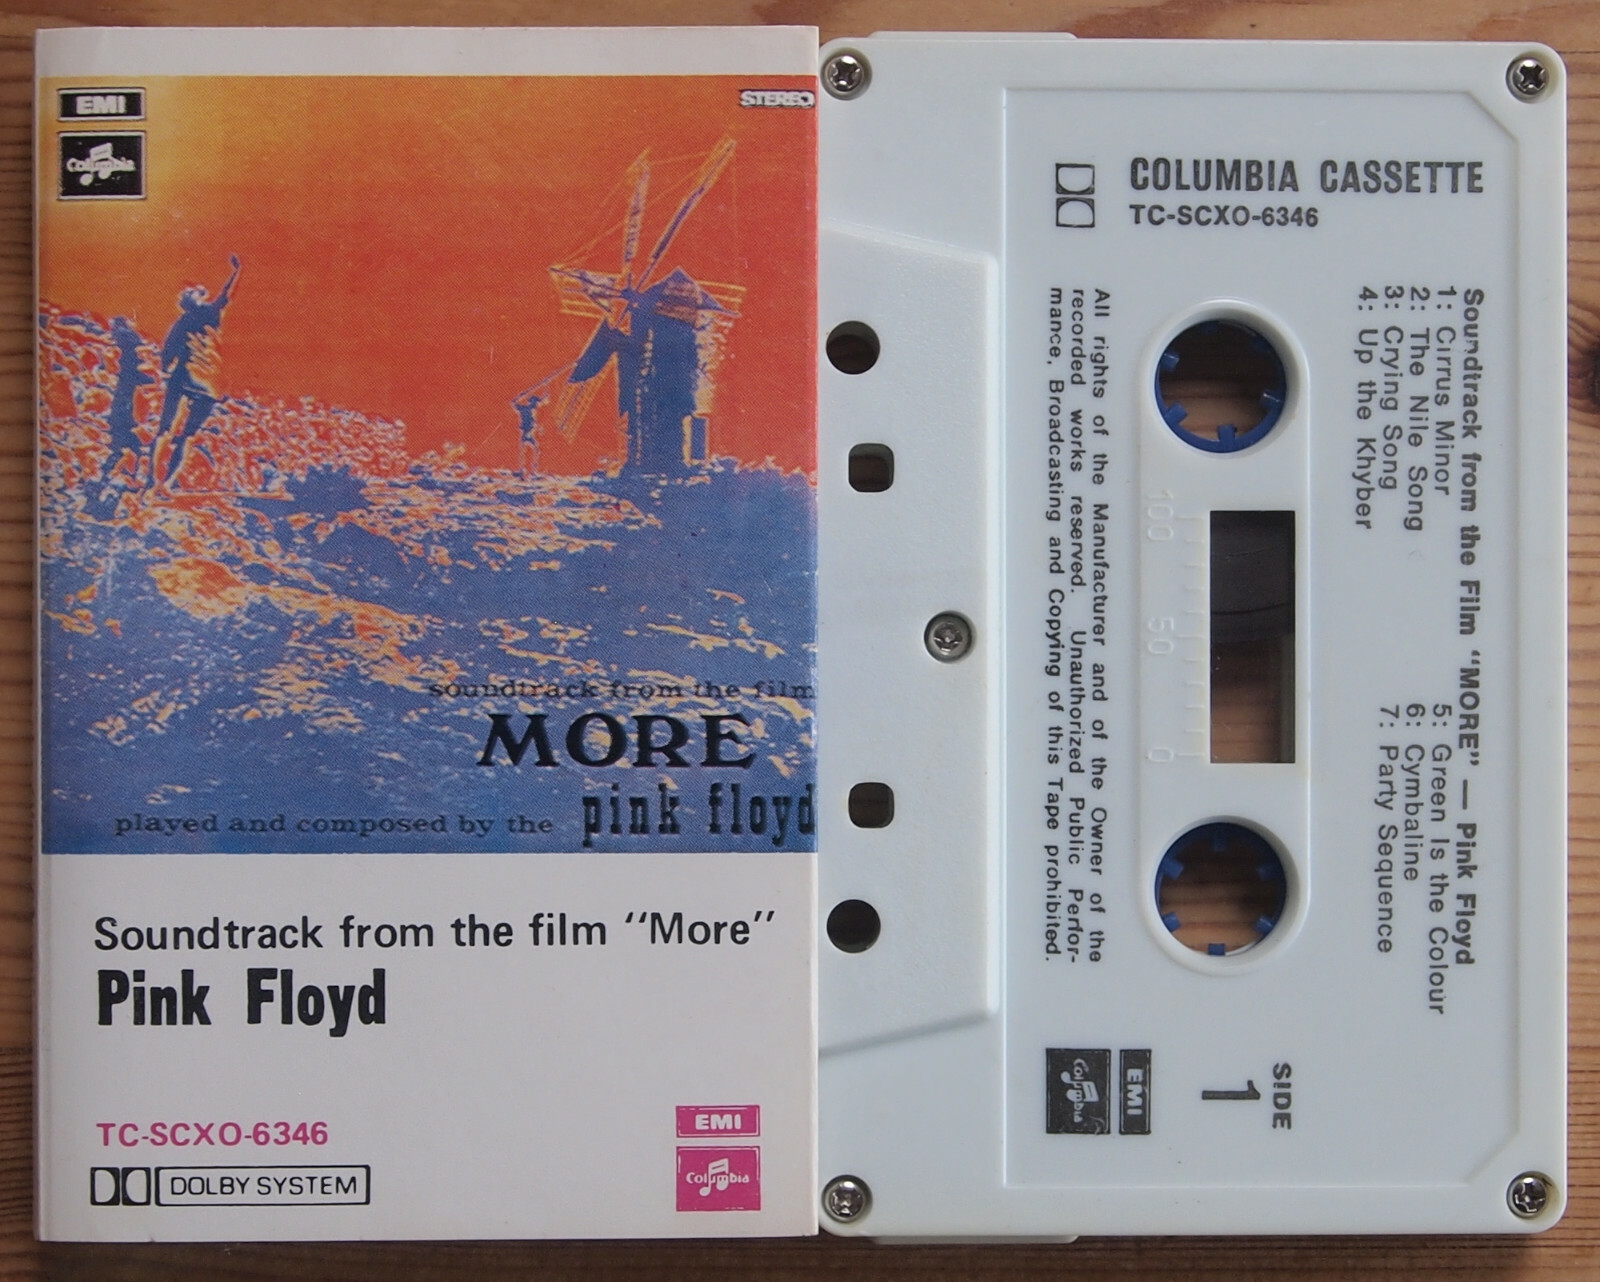 EMI
Columbia
STEREO
soundtrack from the film
MORE
played and composed by the pink floyd
Soundtrack from the film "More"
Pink Floyd
TC-SCXO-6346
DOLBY SYSTEM
EMI
Columbia
COLUMBIA CASSETTE
TC-SCXO-6346
Soundtrack from the Film "MORE" — Pink Floyd
1: Cirrus Minor
2: The Nile Song
3: Crying Song
4: Up the Khyber
5: Green Is the Colour
6: Cymbaline
7: Party Sequence
100 50 0
All rights of the Manufacturer and of the Owner of the
recorded works reserved. Unauthorized Public Perfor-
mance, Broadcasting and Copying of this Tape prohibited.
SIDE
1
EMI
Columbia